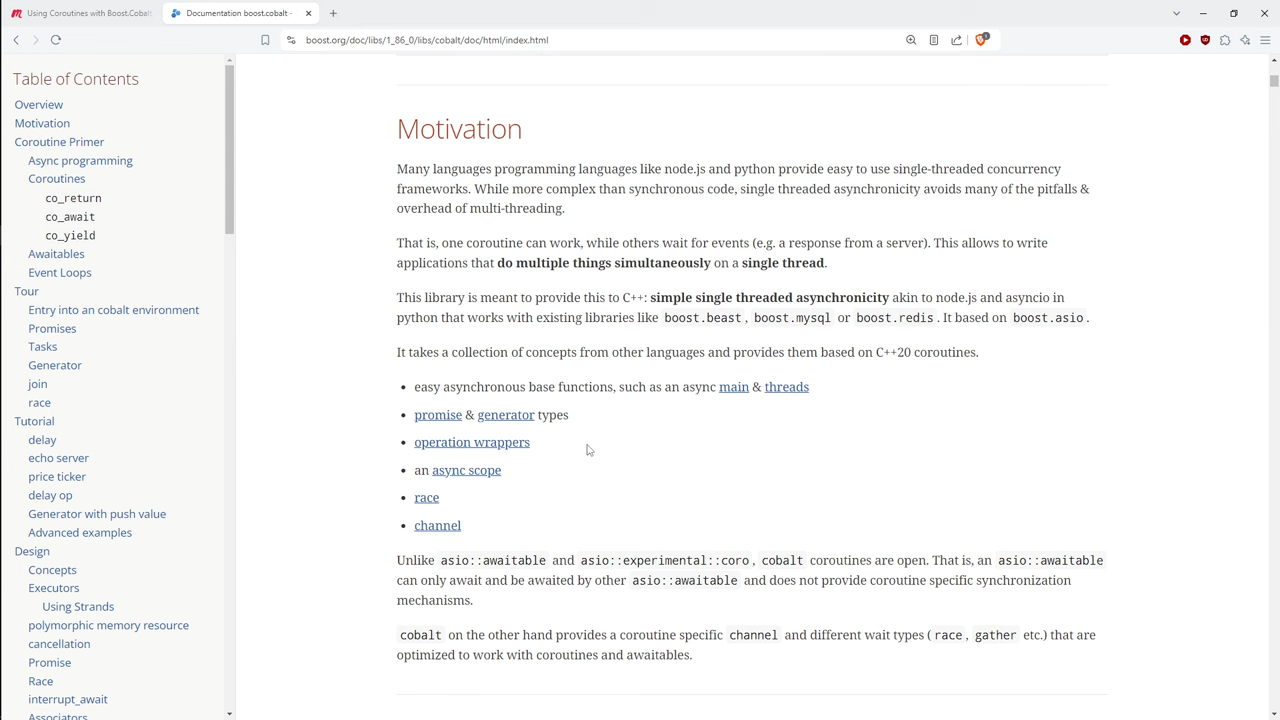 Using Coroutines with Boost.Cobalt
Documentation boost.cobalt -
boost.org/doc/libs/1_86_0/libs/cobalt/doc/html/index.html
Table of Contents
Overview
Motivation
Coroutine Primer
Async programming
Coroutines
co_return
co_await
co_yield
Awaitables
Event Loops
Tour
Entry into an cobalt environment
Promises
Tasks
Generator
join
race
Tutorial
delay
echo server
price ticker
delay op
Generator with push value
Advanced examples
Design
Concepts
Executors
Using Strands
polymorphic memory resource
cancellation
Promise
Race
interrupt_await
Associators
Motivation
Many languages programming languages like node.js and python provide easy to use single-threaded concurrency
frameworks. While more complex than synchronous code, single threaded asynchronicity avoids many of the pitfalls &
overhead of multi-threading.
That is, one coroutine can work, while others wait for events (e.g. a response from a server). This allows to write
applications that do multiple things simultaneously on a single thread.
This library is meant to provide this to C++: simple single threaded asynchronicity akin to node.js and asyncio in
python that works with existing libraries like boost.beast, boost.mysql or boost.redis. It based on boost.asio.
It takes a collection of concepts from other languages and provides them based on C++20 coroutines.
• easy asynchronous base functions, such as an async main & threads
• promise & generator types
• operation wrappers
• an async scope
• race
• channel
Unlike asio::awaitable and asio::experimental::coro, cobalt coroutines are open. That is, an asio::awaitable
can only await and be awaited by other asio::awaitable and does not provide coroutine specific synchronization
mechanisms.
cobalt on the other hand provides a coroutine specific channel and different wait types (race, gather etc.) that are
optimized to work with coroutines and awaitables.